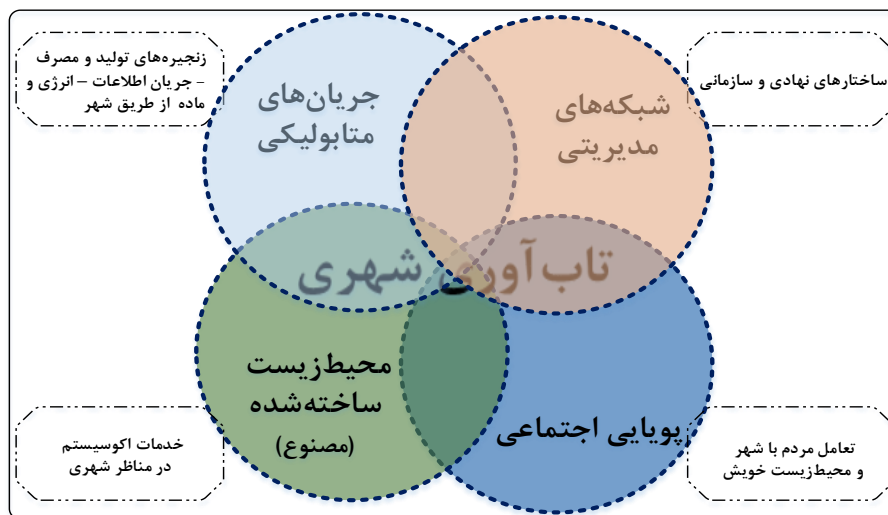 ساختارهای نهادی و سازمانی
شبکه‌های
مدیریتی
جریان‌های
متابولیکی
زنجیره‌های تولید و مصرف
– جریان اطلاعات – انرژی و
ماده از طریق شهر
تاب‌آوری شهری
پویایی اجتماعی
تعامل مردم با شهر
و محیط‌زیست خویش
محیط‌زیست
ساخته‌شده
(مصنوع)
خدمات اکوسیستم
در مناظر شهری